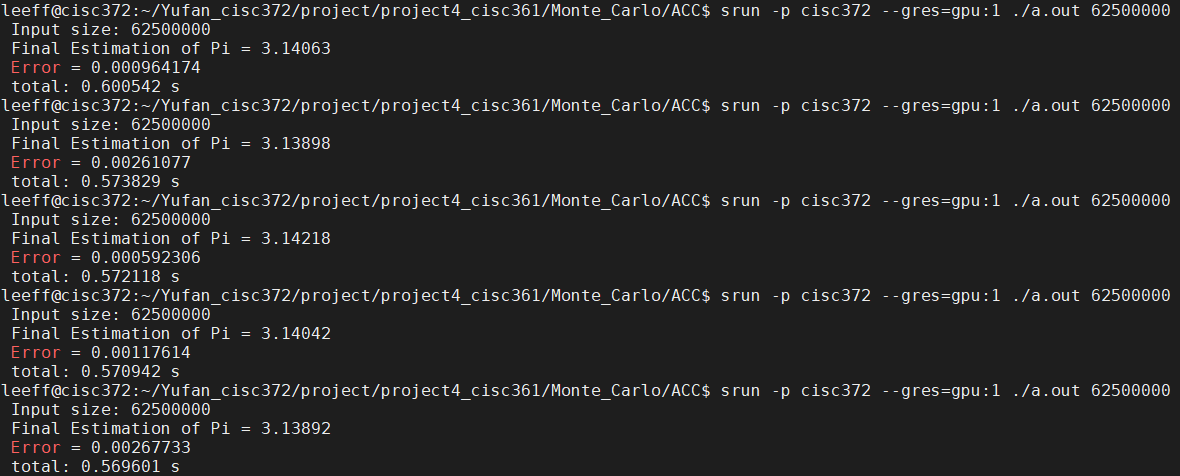 leeff@cisc372:~/Yufan_cisc372/project/project4_cisc361/Monte_Carlo/ACC$ srun -p cisc372 --gres=gpu:1 ./a.out 62500000
Input size: 62500000
Final Estimation of Pi = 3.14063
Error = 0.000964174
total: 0.600542 s
leeff@cisc372:~/Yufan_cisc372/project/project4_cisc361/Monte_Carlo/ACC$ srun -p cisc372 --gres=gpu:1 ./a.out 62500000
Input size: 62500000
Final Estimation of Pi = 3.13898
Error = 0.00261077
total: 0.573829 s
leeff@cisc372:~/Yufan_cisc372/project/project4_cisc361/Monte_Carlo/ACC$ srun -p cisc372 --gres=gpu:1 ./a.out 62500000
Input size: 62500000
Final Estimation of Pi = 3.14218
Error = 0.000592306
total: 0.572118 s
leeff@cisc372:~/Yufan_cisc372/project/project4_cisc361/Monte_Carlo/ACC$ srun -p cisc372 --gres=gpu:1 ./a.out 62500000
Input size: 62500000
Final Estimation of Pi = 3.14042
Error = 0.00117614
total: 0.570942 s
leeff@cisc372:~/Yufan_cisc372/project/project4_cisc361/Monte_Carlo/ACC$ srun -p cisc372 --gres=gpu:1 ./a.out 62500000
Input size: 62500000
Final Estimation of Pi = 3.13892
Error = 0.00267733
total: 0.569601 s